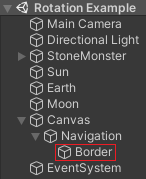 Rotation Example
Main Camera
Directional Light
StoneMonster
Sun
Earth
Moon
Canvas
Navigation
Border
EventSystem